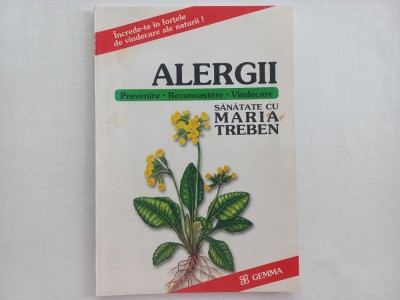 Încrede-te în forțele
de vindecare ale naturii !
ALERGII
Prevenire • Recunoaștere • Vindecare
SĂNĂTATE CU
MARIA
TREBEN
GEMMA